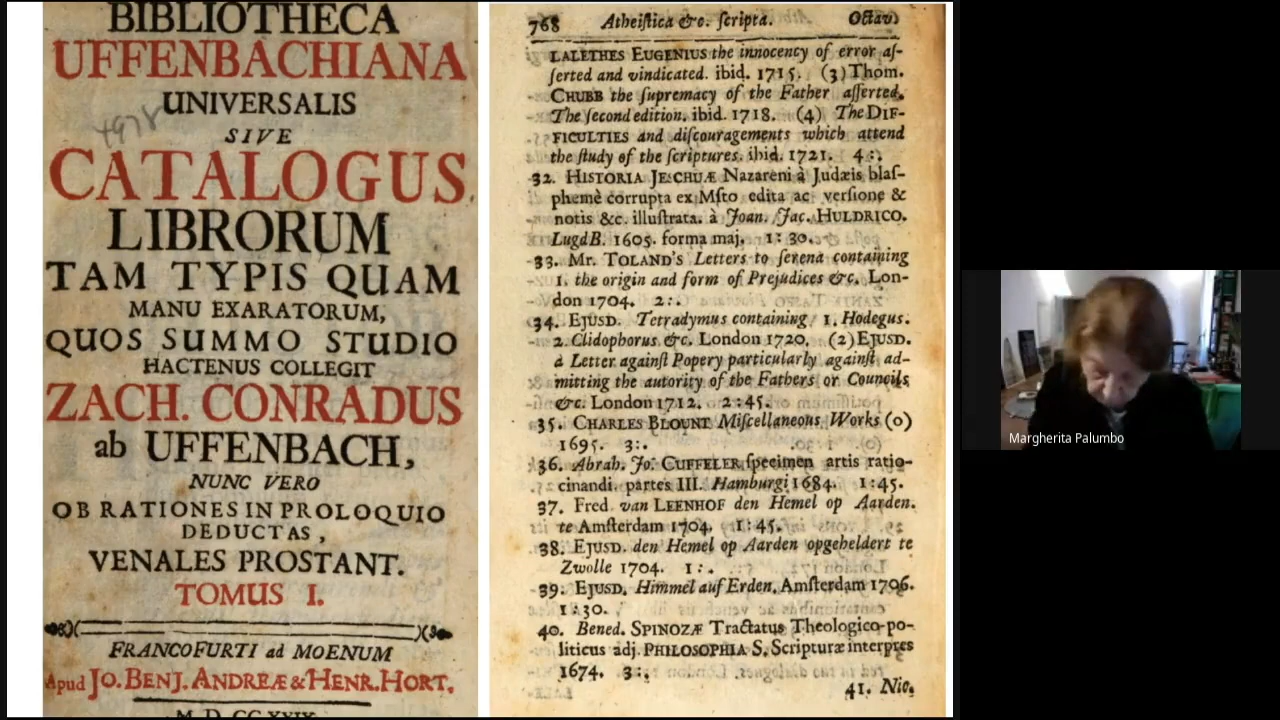 BIBLIOTHECA
UFFENBACHIANA
UNIVERSALIS
SIVE
CATALOGUS
LIBRORUM
TAM TYPIS QUAM
MANU EXARATORUM,
QUOS SUMMO STUDIO
HACTENUS COLLEGIT
ZACH. CONRADUS
ab UFFENBACH,
NUNC VERO
OB RATIONES IN PROLOQUIO
DEDUCTAS,
VENALES PROSTANT.
TOMUS I.
FRANCOFURTI ad MOENUM
Apud JO. BENJ. ANDREÆ & HENR. HORT.
M D CC XXIX
768 Atheiſtica &c. ſcripta. Octav)
LALETHES EUGENIUS the innocency of error aſ-
ſerted and vindicated. ibid. 1715. (3) Thom.
CHUBB the ſupremacy of the Father aſſerted.
The ſecond edition. ibid. 1718. (4) The DIF-
FICULTIES and diſcouragements which attend
the ſtudy of the ſcriptures. ibid. 1721. 4:.
32. HISTORIA JESCHUÆ Nazareni à Judæis blaſ-
phemè corrupta ex Mſto edita ac verſione &
notis &c. illuſtrata. à Joan. Jac. HULDRICO.
LugdB. 1605. forma maj. 1:30.
33. Mr. TOLAND'S Letters to ſerena containing
1. the origin and form of Prejudices &c. Lon-
don 1704. 2:.
34. EJUSD. Tetradymus containing 1. Hodegus.
2. Clidophorus &c. London 1720. (2) EJUSD.
a Letter againſt Popery particularly againſt ad-
mitting the autority of the Fathers or Councils
&c. London 1712. 2:45.
35. CHARLES BLOUNT Miſcellaneous Works (0)
1695. 3:.
36. Abrah. Jo. CUFFELER ſpecimen artis ratio-
cinandi. partes III. Hamburgi 1684. 1:45.
37. Fred. van LEENHOF den Hemel op Aarden.
te Amſterdam 1704. 1:45.
38. EJUSD. den Hemel op Aarden opgeheldert te
Zwolle 1704. 1:.
39. EJUSD. Himmel auf Erden. Amſterdam 1706.
1:30.
40. Bened. SPINOZÆ Tractatus Theologico-po-
liticus adj. PHILOSOPHIA S. Scripturæ interpres
1674. 3:.
41. Nic.
Margherita Palumbo